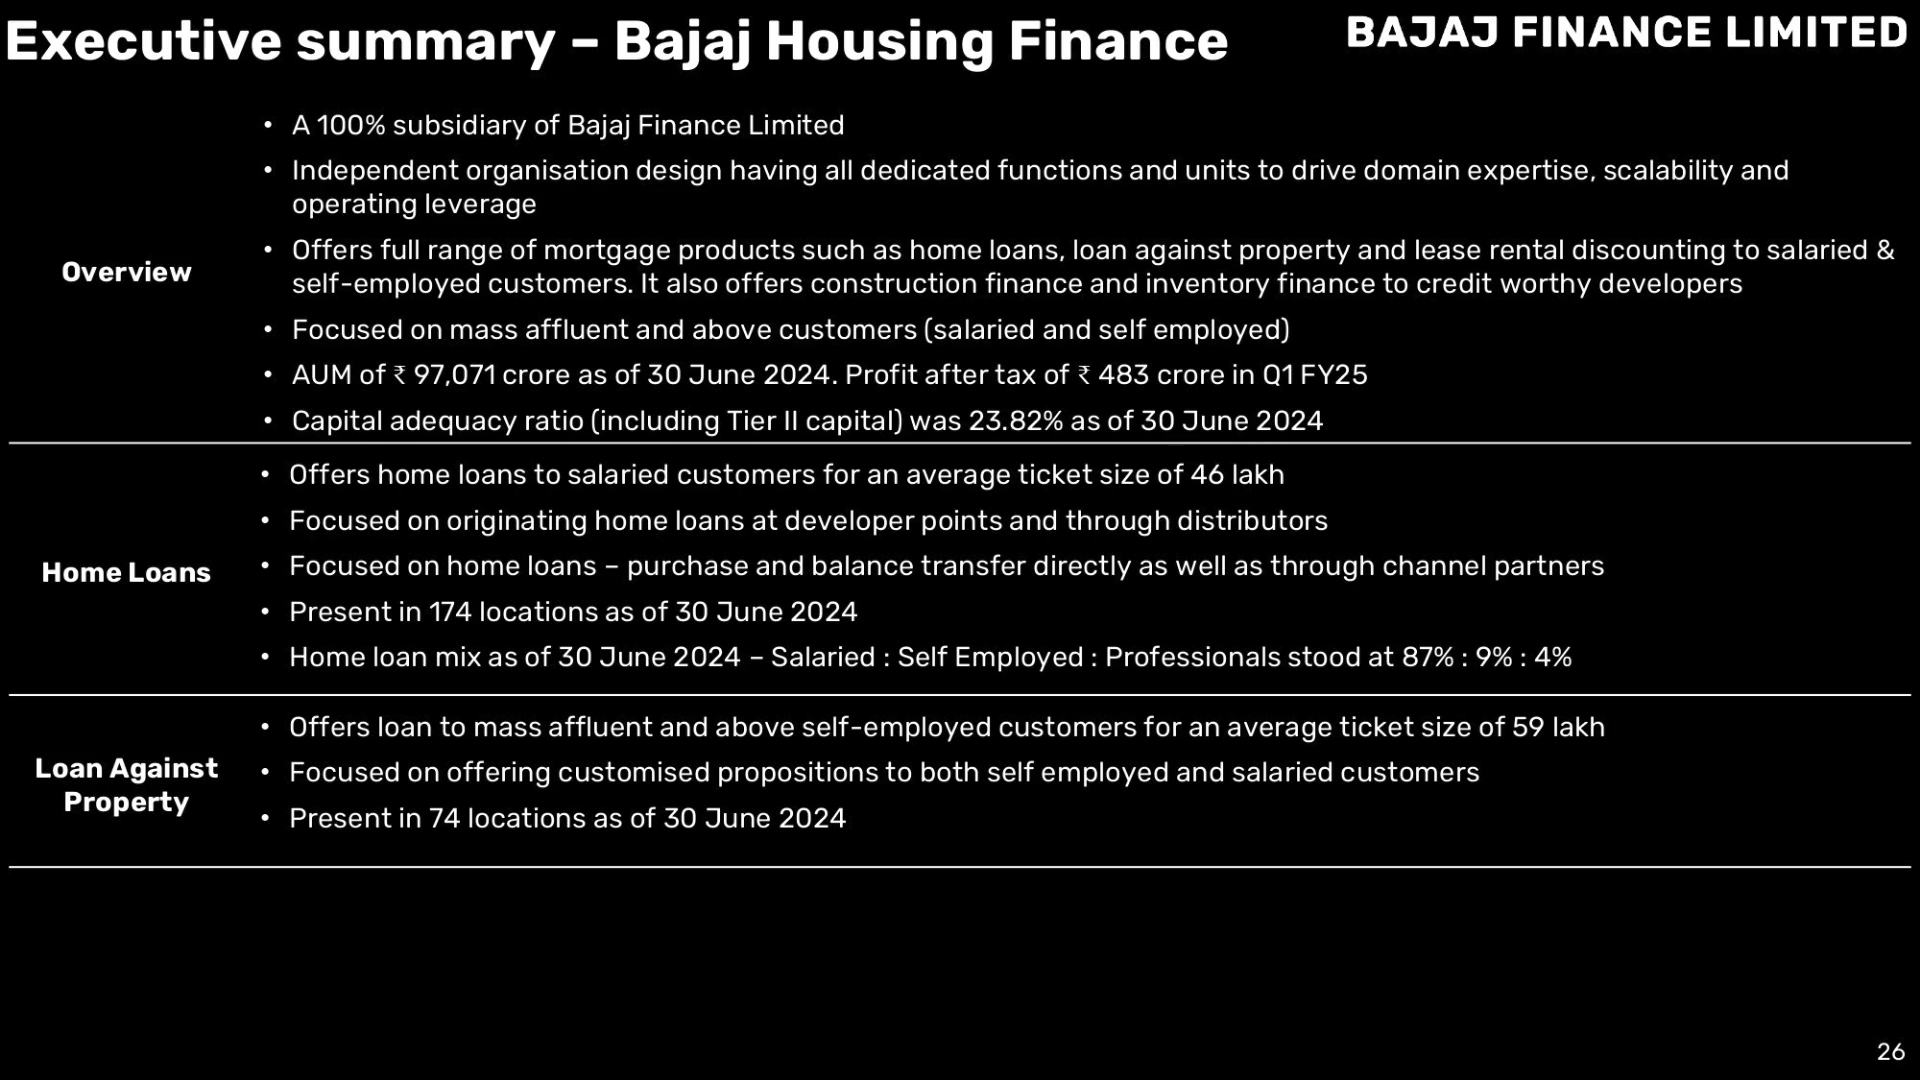 Executive summary – Bajaj Housing Finance
BAJAJ FINANCE LIMITED
Overview
• A 100% subsidiary of Bajaj Finance Limited
• Independent organisation design having all dedicated functions and units to drive domain expertise, scalability and
operating leverage
• Offers full range of mortgage products such as home loans, loan against property and lease rental discounting to salaried &
self-employed customers. It also offers construction finance and inventory finance to credit worthy developers
• Focused on mass affluent and above customers (salaried and self employed)
• AUM of ₹ 97,071 crore as of 30 June 2024. Profit after tax of ₹ 483 crore in Q1 FY25
• Capital adequacy ratio (including Tier II capital) was 23.82% as of 30 June 2024
Home Loans
• Offers home loans to salaried customers for an average ticket size of 46 lakh
• Focused on originating home loans at developer points and through distributors
• Focused on home loans – purchase and balance transfer directly as well as through channel partners
• Present in 174 locations as of 30 June 2024
• Home loan mix as of 30 June 2024 – Salaried : Self Employed : Professionals stood at 87% : 9% : 4%
Loan Against
Property
• Offers loan to mass affluent and above self-employed customers for an average ticket size of 59 lakh
• Focused on offering customised propositions to both self employed and salaried customers
• Present in 74 locations as of 30 June 2024
26